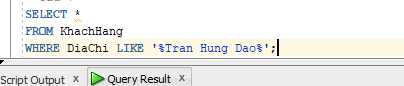 SELECT *
FROM KhachHang
WHERE DiaChi LIKE '%Tran Hung Dao%';
Script Output x Query Result x